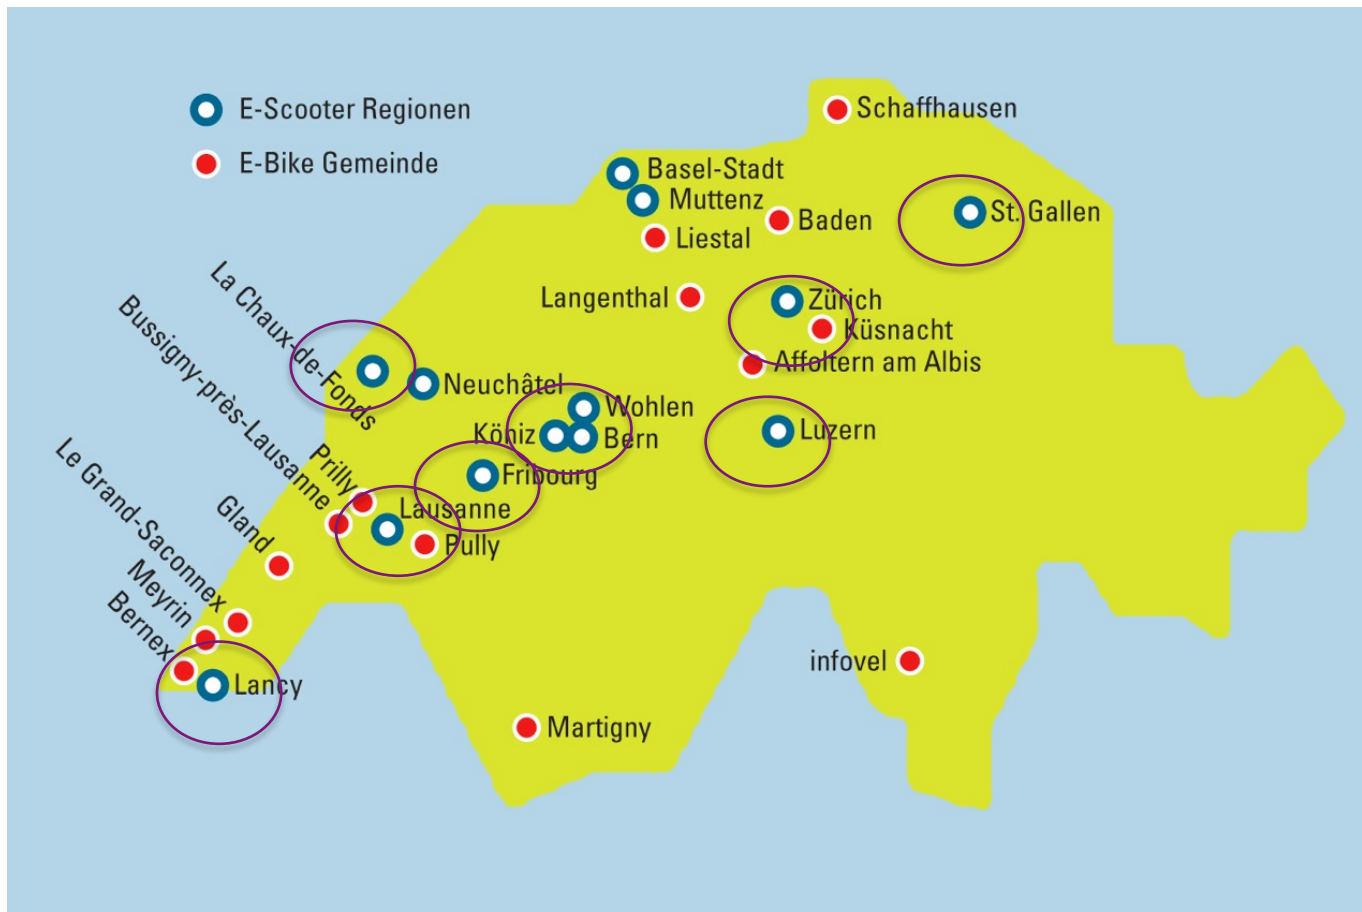 E-Scooter Regionen
E-Bike Gemeinde
Schaffhausen
Basel-Stadt
Muttenz
Liestal
Baden
St. Gallen
Langenthal
Zürich
Küsnacht
Affoltern am Albis
La Chaux-de-Fonds
Neuchâtel
Wohlen
Köniz
Bern
Luzern
Fribourg
Bussigny-près-Lausanne
Prilly
Lausanne
Pully
Gland
Le Grand-Saconnex
Meyrin
Bernex
Lancy
infovel
Martigny